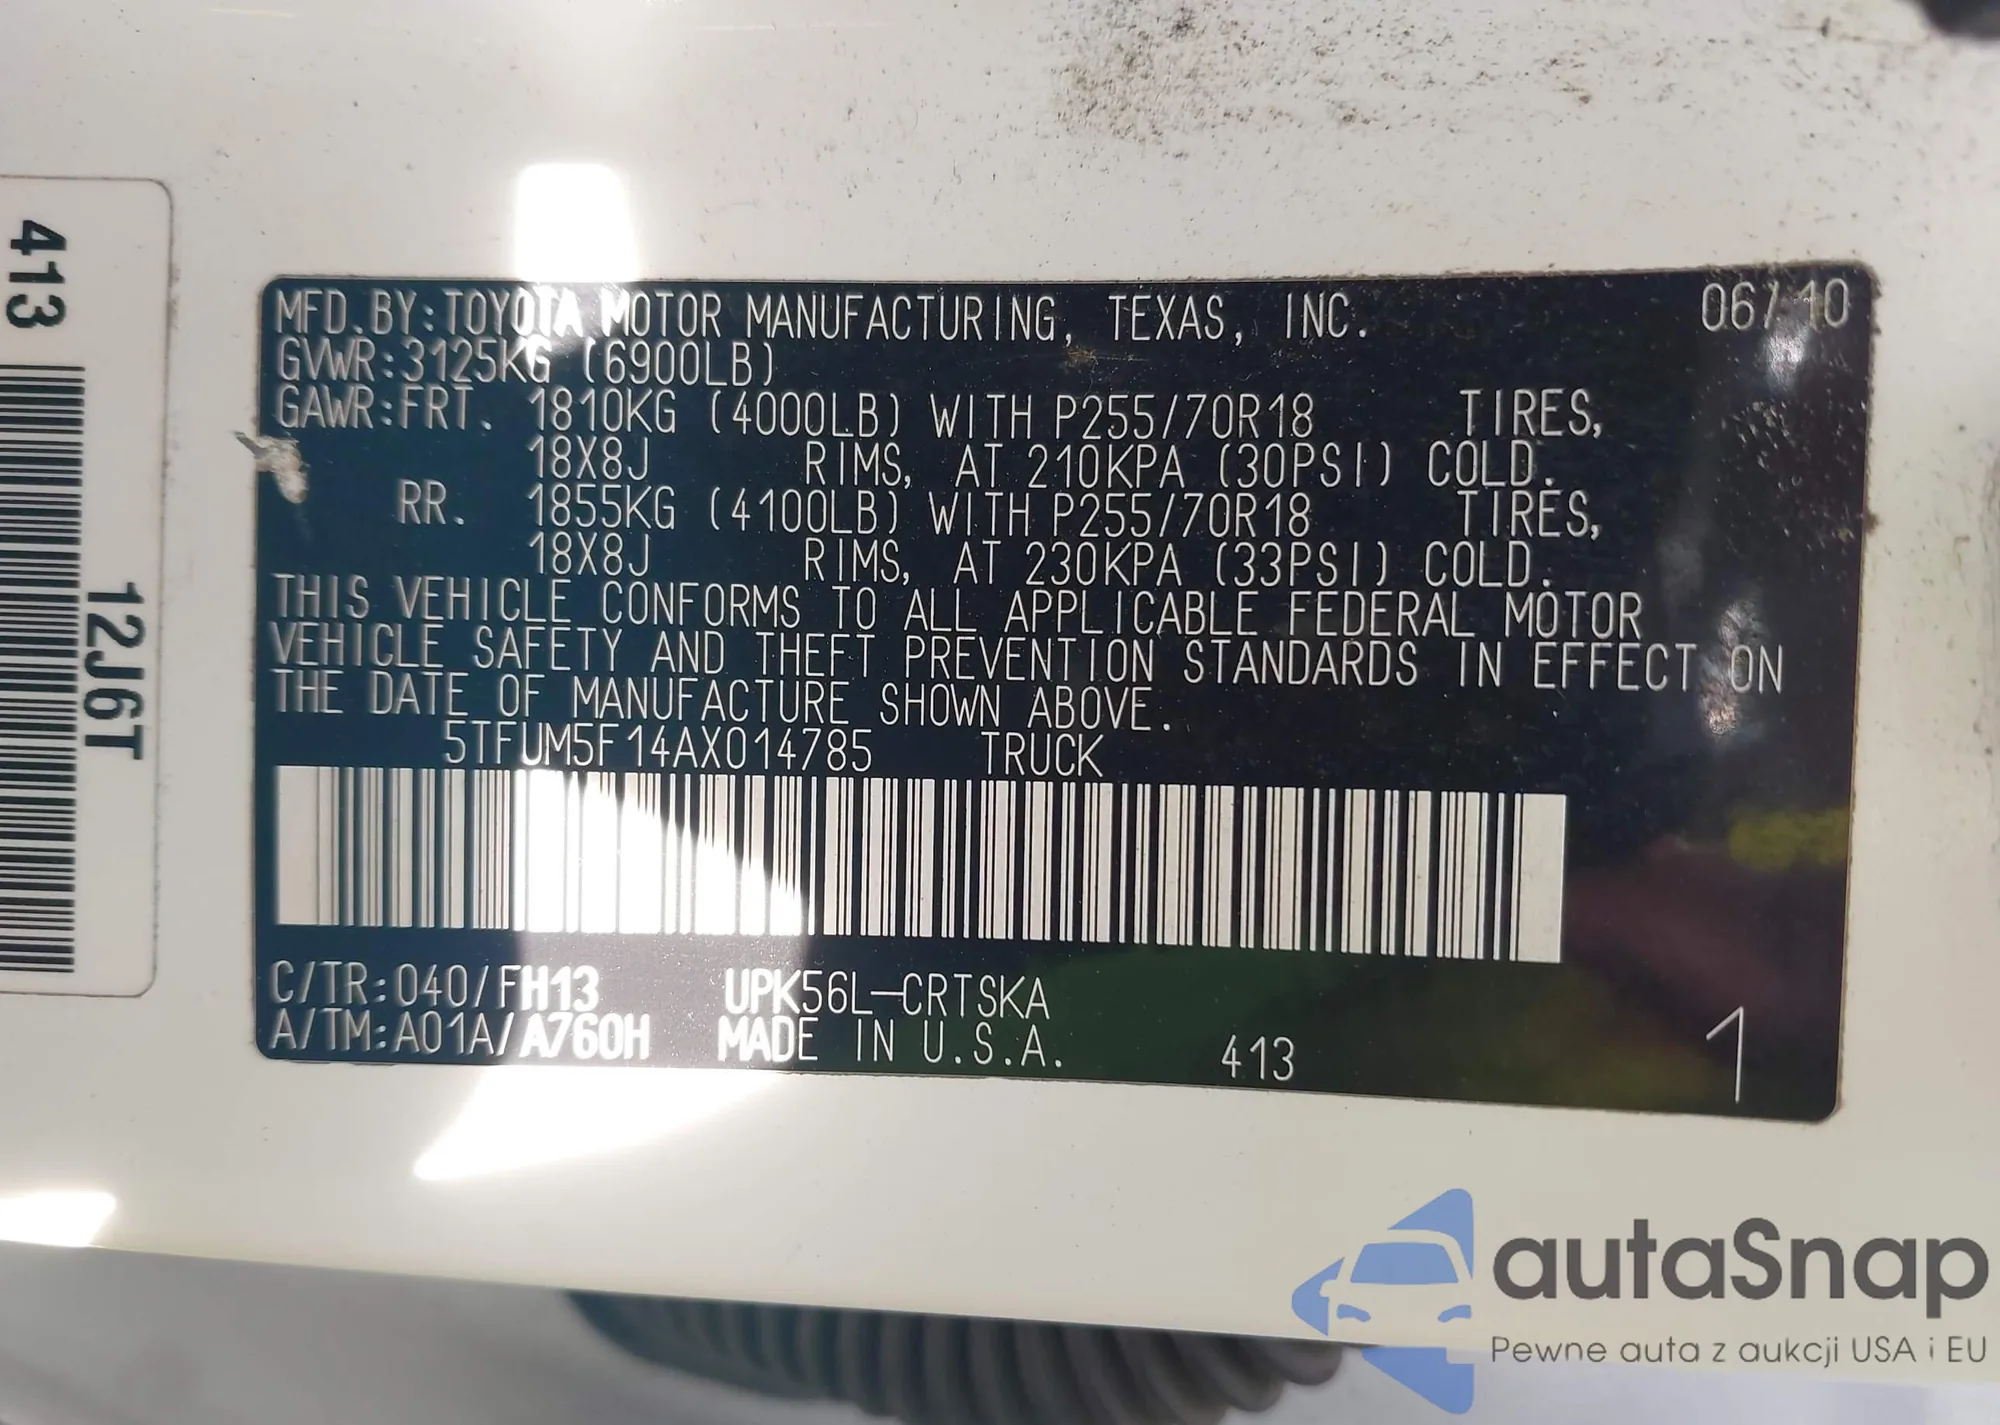 413
12J6T
MFD. BY: TOYOTA MOTOR MANUFACTURING, TEXAS, INC. 06/10
GVWR: 3125KG (6900LB)
GAWR: FRT. 1810KG (4000LB) WITH P255/70R18 TIRES,
18X8J RIMS, AT 210KPA (30PSI) COLD.
RR. 1855KG (4100LB) WITH P255/70R18 TIRES,
18X8J RIMS, AT 230KPA (33PSI) COLD.
THIS VEHICLE CONFORMS TO ALL APPLICABLE FEDERAL MOTOR
VEHICLE SAFETY AND THEFT PREVENTION STANDARDS IN EFFECT ON
THE DATE OF MANUFACTURE SHOWN ABOVE.
5TFUM5F14AX014785 TRUCK
C/TR: 040/FH13 UPK56L-CRTSKA
A/TM: A01A/A760H MADE IN U.S.A. 413 1
autaSnap
Pewne auta z aukcji USA i EU